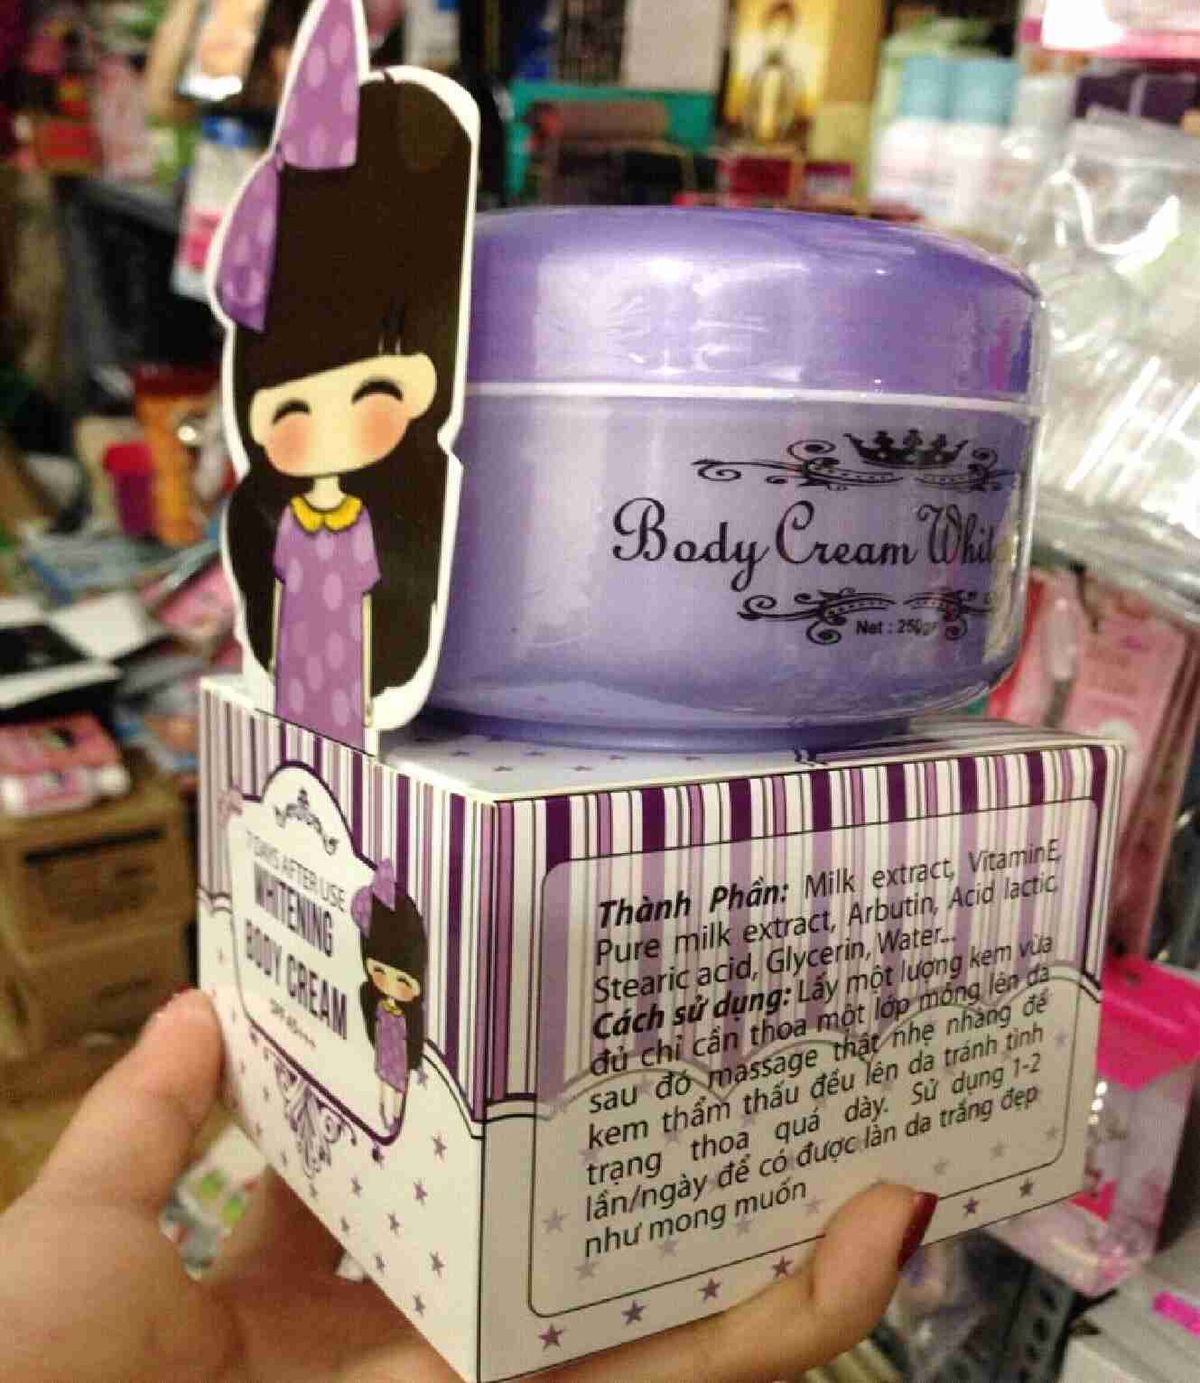 Body Cream Whit
Net : 250gr
7 DAYS AFTER USE
WHITENING
BODY CREAM
Thành Phần: Milk extract, VitaminE,
Pure milk extract, Arbutin, Acid lactic,
Stearic acid, Glycerin, Water...
Cách sử dụng: Lấy một lượng kem vừa
đủ chỉ cần thoa một lớp mỏng lên da
sau đó massage thật nhẹ nhàng để
kem thẩm thấu đều lên da tránh tình
trạng thoa quá dày. Sử dụng 1-2
lần/ngày để có được làn da trắng đẹp
như mong muốn